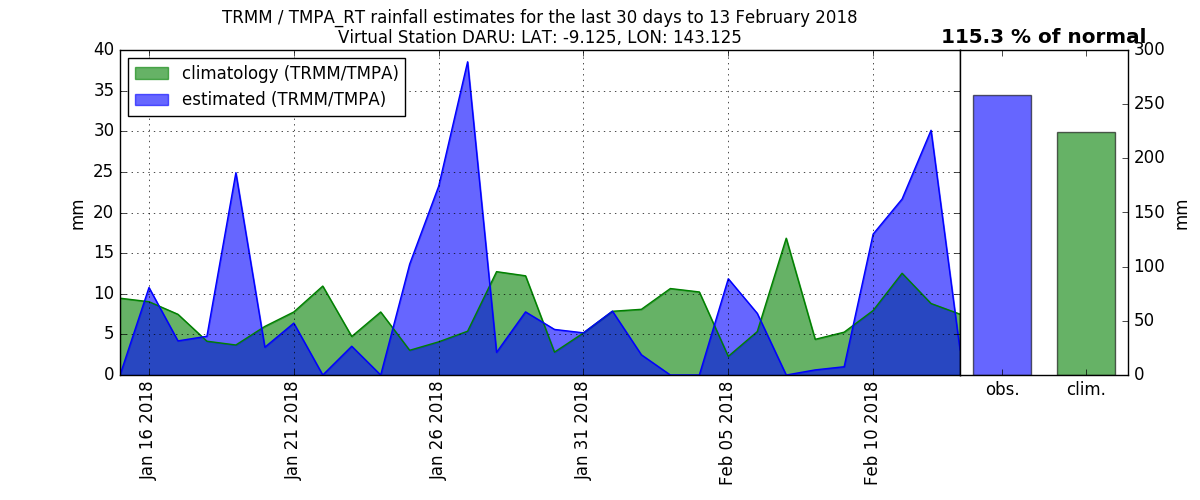 TRMM / TMPA_RT rainfall estimates for the last 30 days to 13 February 2018
Virtual Station DARU: LAT: -9.125, LON: 143.125
115.3 % of normal
climatology (TRMM/TMPA)
estimated (TRMM/TMPA)
40
35
30
25
20
15
10
5
0
mm
300
250
200
150
100
50
0
mm
obs.
clim.
Jan 16 2018
Jan 21 2018
Jan 26 2018
Jan 31 2018
Feb 05 2018
Feb 10 2018